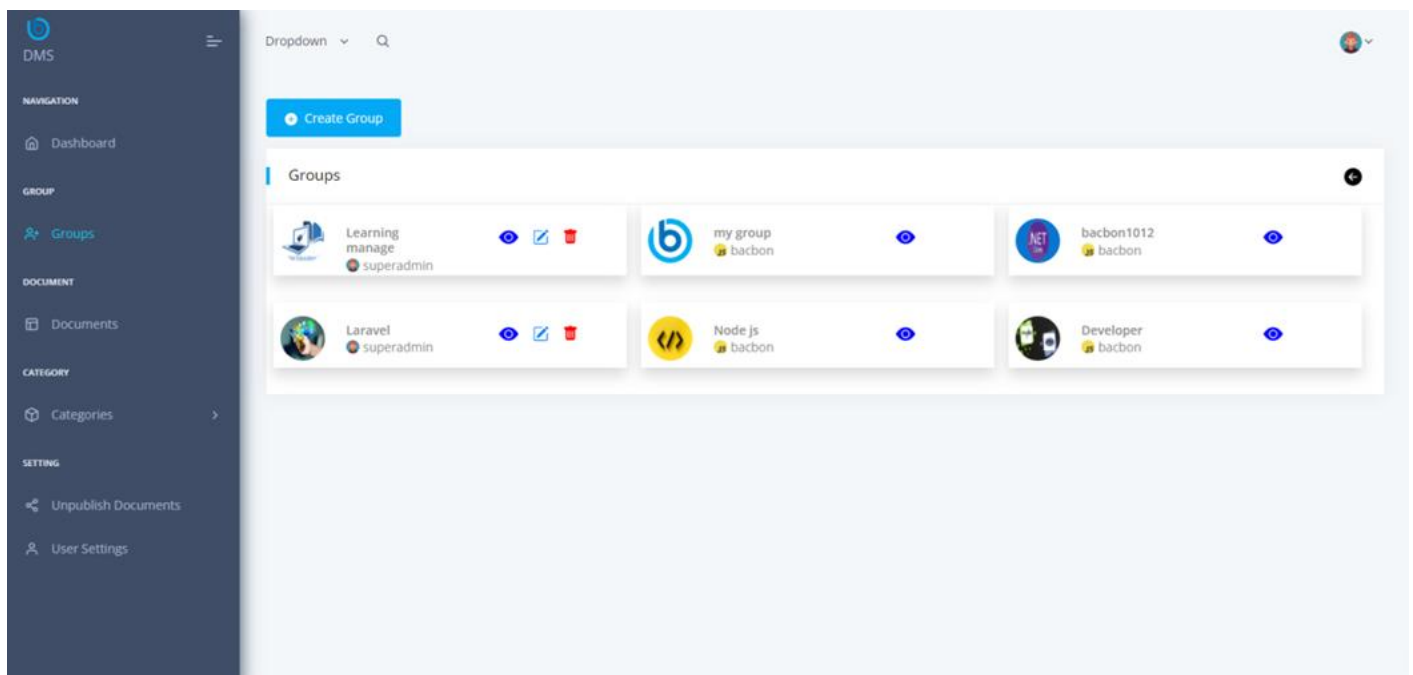 DMS
Dropdown
NAVIGATION
Dashboard
GROUP
Groups
DOCUMENT
Documents
CATEGORY
Categories
SETTING
Unpublish Documents
User Settings
Create Group
Groups
Learning
manage
superadmin
my group
bacbon
.NET
bacbon1012
bacbon
Laravel
superadmin
</>
Node js
bacbon
Developer
bacbon